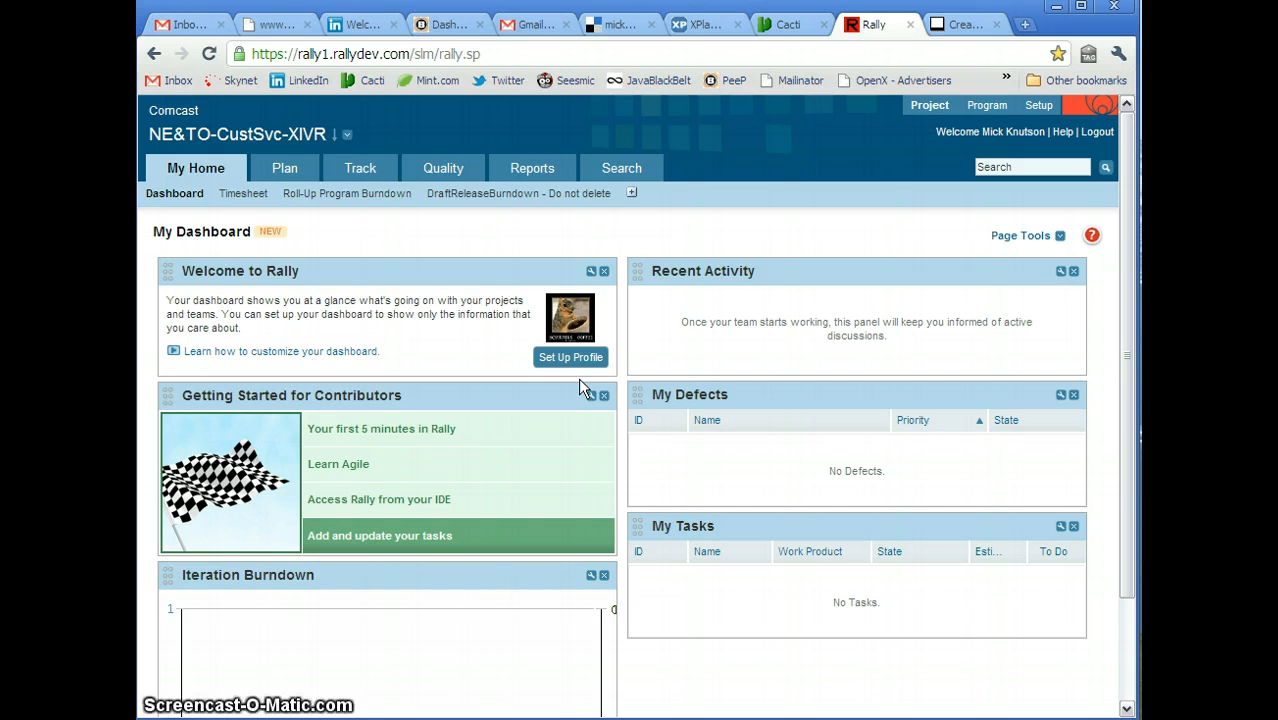 Inbo...
www...
Welc...
Dash...
Gmail...
mick...
XPla...
Cacti
Rally
Crea...
https://rally1.rallydev.com/slm/rally.sp
Inbox
Skynet
LinkedIn
Cacti
Mint.com
Twitter
Seesmic
JavaBlackBelt
PeeP
Mailinator
OpenX - Advertisers
»
Other bookmarks
Comcast
Project
Program
Setup
NE&TO-CustSvc-XIVR
Welcome Mick Knutson | Help | Logout
My Home
Plan
Track
Quality
Reports
Search
Search
Dashboard
Timesheet
Roll-Up Program Burndown
DraftReleaseBurndown - Do not delete
My Dashboard NEW
Page Tools
?
Welcome to Rally
Your dashboard shows you at a glance what's going on with your projects
and teams. You can set up your dashboard to show only the information that
you care about.
Learn how to customize your dashboard.
Set Up Profile
Recent Activity
Once your team starts working, this panel will keep you informed of active
discussions.
Getting Started for Contributors
Your first 5 minutes in Rally
Learn Agile
Access Rally from your IDE
Add and update your tasks
My Defects
ID
Name
Priority
State
No Defects.
My Tasks
ID
Name
Work Product
State
Esti...
To Do
No Tasks.
Iteration Burndown
1
Screencast-O-Matic.com